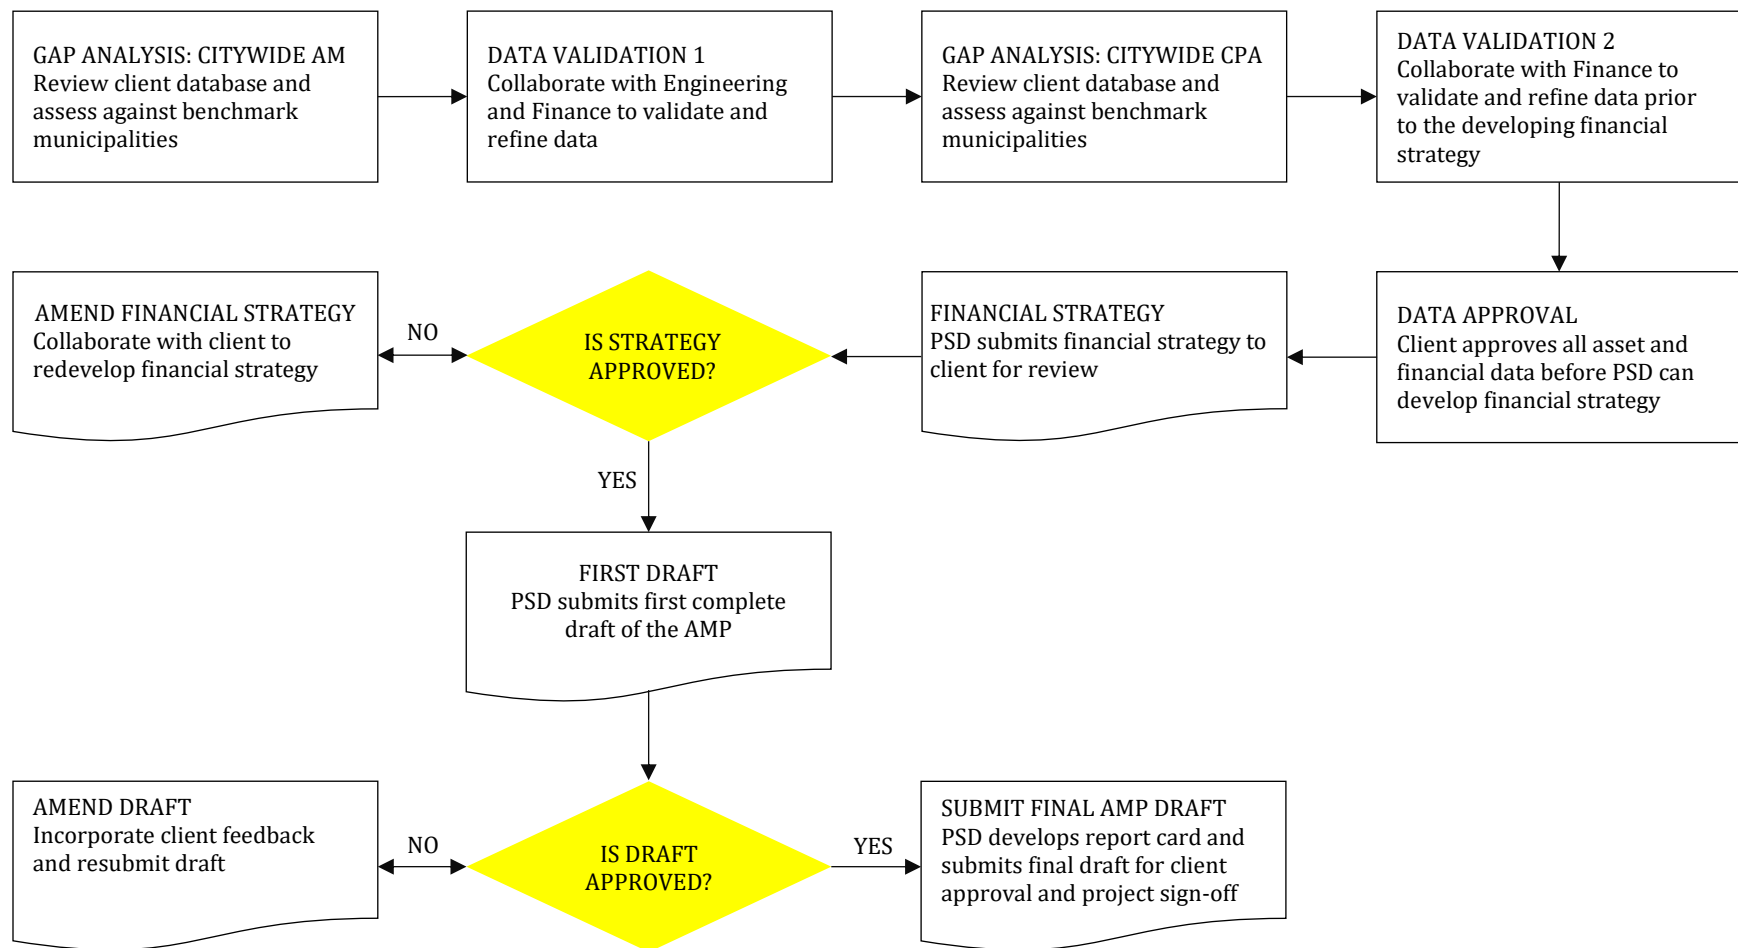 GAP ANALYSIS: CITYWIDE AM
Review client database and
assess against benchmark
municipalities
DATA VALIDATION 1
Collaborate with Engineering
and Finance to validate and
refine data
GAP ANALYSIS: CITYWIDE CPA
Review client database and
assess against benchmark
municipalities
DATA VALIDATION 2
Collaborate with Finance to
validate and refine data prior
to the developing financial
strategy
AMEND FINANCIAL STRATEGY
Collaborate with client to
redevelop financial strategy
NO
IS STRATEGY
APPROVED?
FINANCIAL STRATEGY
PSD submits financial strategy to
client for review
DATA APPROVAL
Client approves all asset and
financial data before PSD can
develop financial strategy
YES
FIRST DRAFT
PSD submits first complete
draft of the AMP
AMEND DRAFT
Incorporate client feedback
and resubmit draft
NO
IS DRAFT
APPROVED?
YES
SUBMIT FINAL AMP DRAFT
PSD develops report card and
submits final draft for client
approval and project sign-off